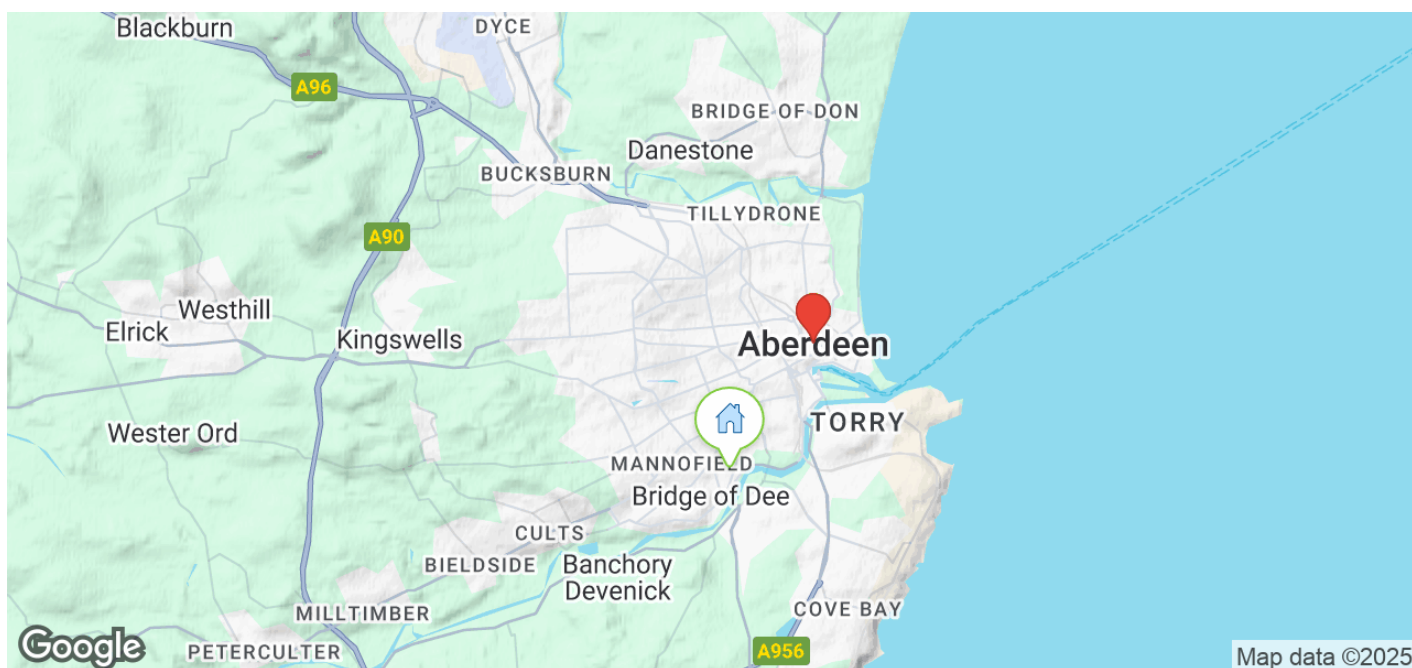 Blackburn
DYCE
A96
BRIDGE OF DON
Danestone
BUCKSBURN
TILLYDRONE
A90
Westhill
Elrick
Kingswells
Aberdeen
Wester Ord
TORRY
MANNOFIELD
Bridge of Dee
CULTS
BIELDSIDE
Banchory
Devenick
MILLTIMBER
COVE BAY
PETERCULTER
A956
Google
Map data ©2025